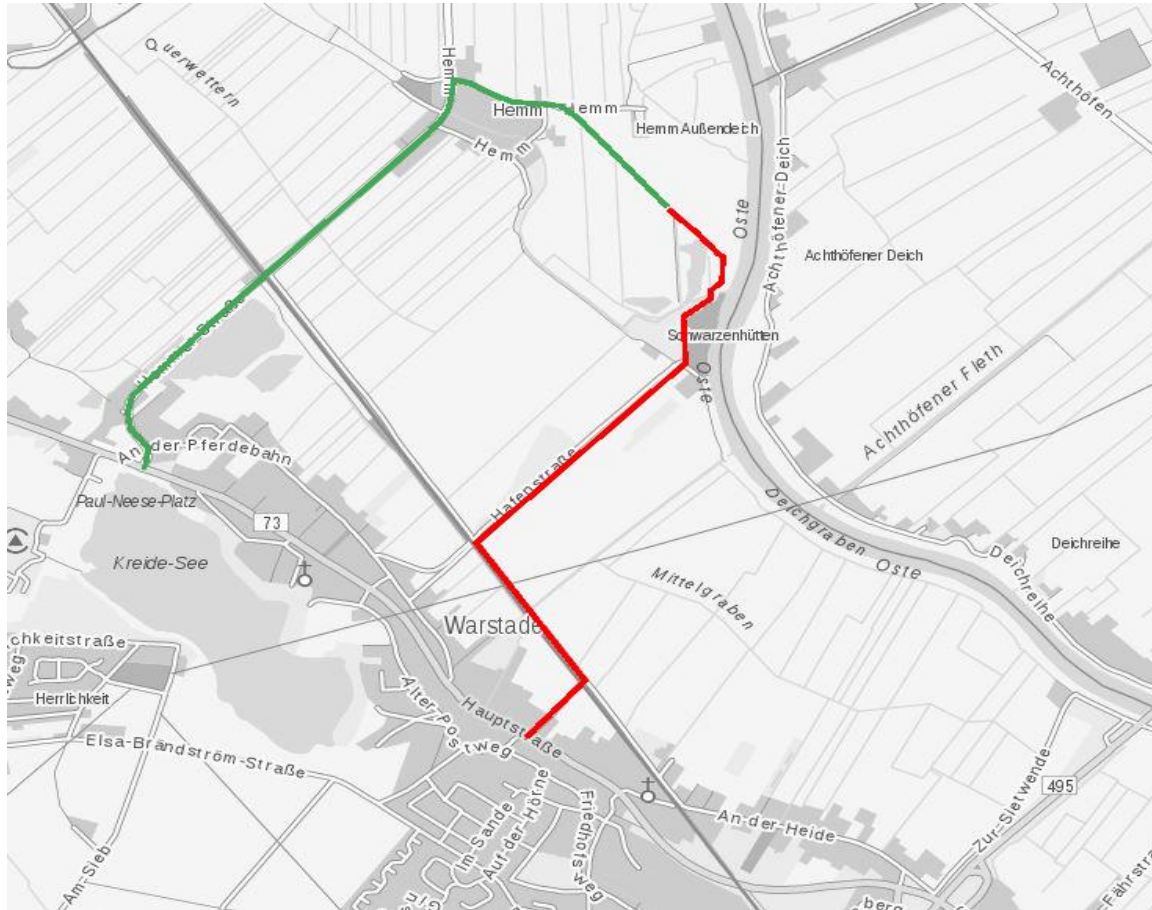 Hemm
Querwettern
Hemm
Hemm
Hemm
Hemm Außendeich
Achthöfen
Oste
Achthöfener-Deich
Achthöfener Deich
Schwarzenhütten
Oste
Achthöfener Fleth
An der Pferdebahn
Paul-Neese-Platz
73
Kreide-See
Hafenstraße
Deichgraben Oste
Deichreihe
Deichreihe
Mittelgraben
Warstade
Herrlichkeit
Alter-Postweg
Hauptstraße
Elsa-Brändström-Straße
495
Zur-Sietwende
An-der-Heide
Im-Sande
Auf-der-Hörne
Friedhofsweg
Am-Sieb